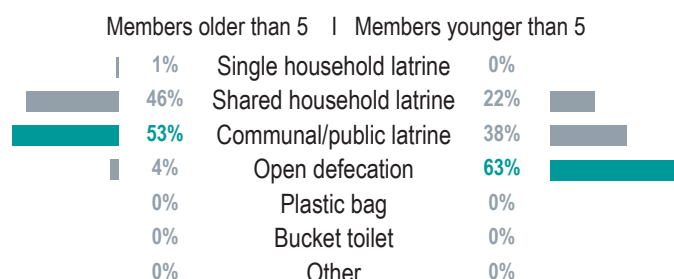 Members older than 5 I Members younger than 5
1% Single household latrine 0%
46% Shared household latrine 22%
53% Communal/public latrine 38%
4% Open defecation 63%
0% Plastic bag 0%
0% Bucket toilet 0%
0% Other 0%